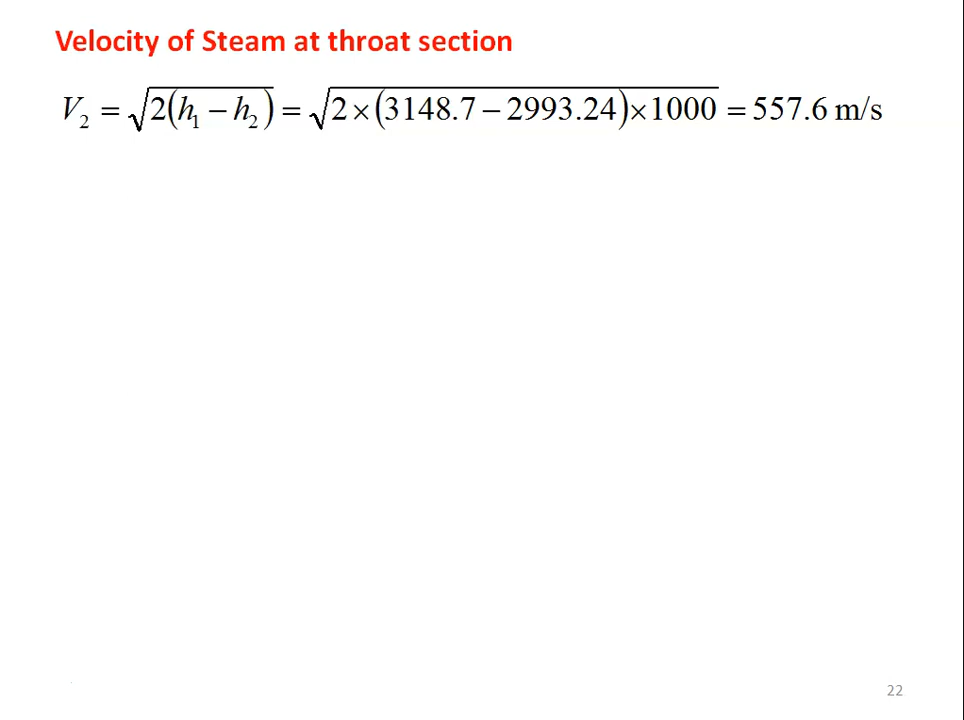 Velocity of Steam at throat section
V₂ = √2(h₁ − h₂) = √2×(3148.7 − 2993.24)×1000 = 557.6 m/s
22